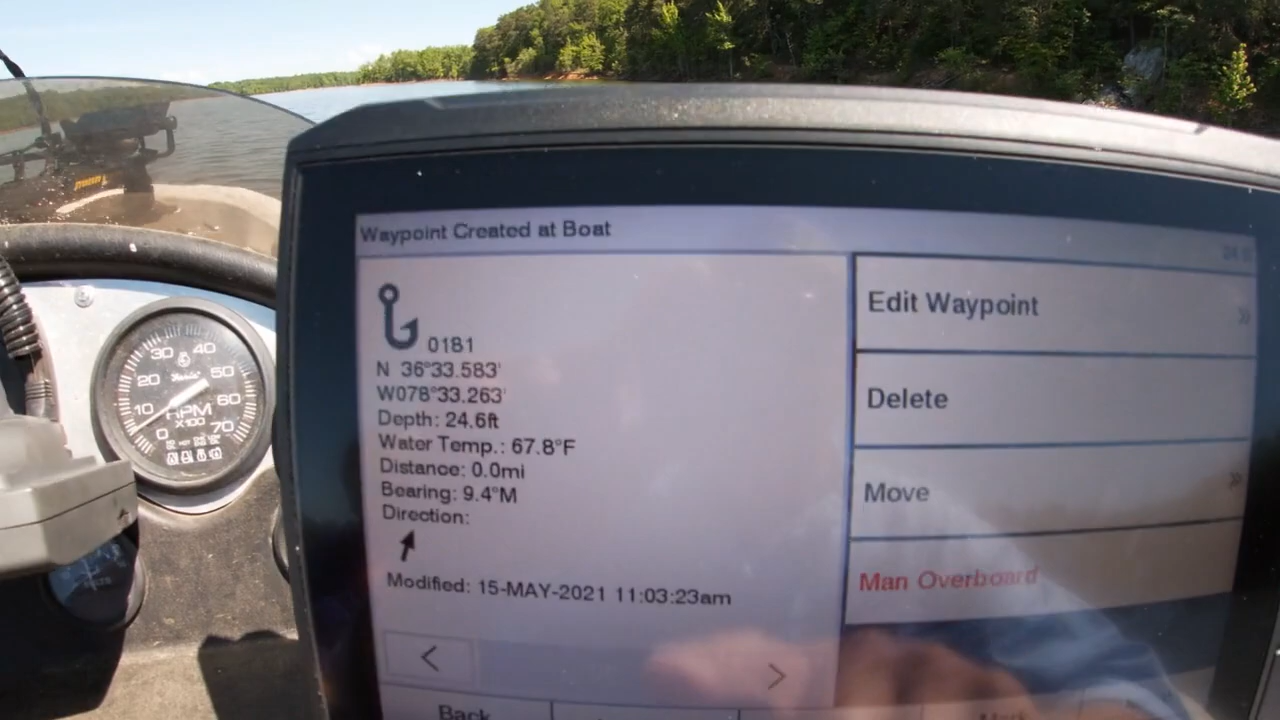 Waypoint Created at Boat
0181
N 36°33.583'
W078°33.263'
Depth: 24.6ft
Water Temp.: 67.8°F
Distance: 0.0mi
Bearing: 9.4°M
Direction:
Modified: 15-MAY-2021 11:03:23am
Back
Edit Waypoint
Delete
Move
Man Overboard
30 40
20 50
10 60
0 70
RPM
X100